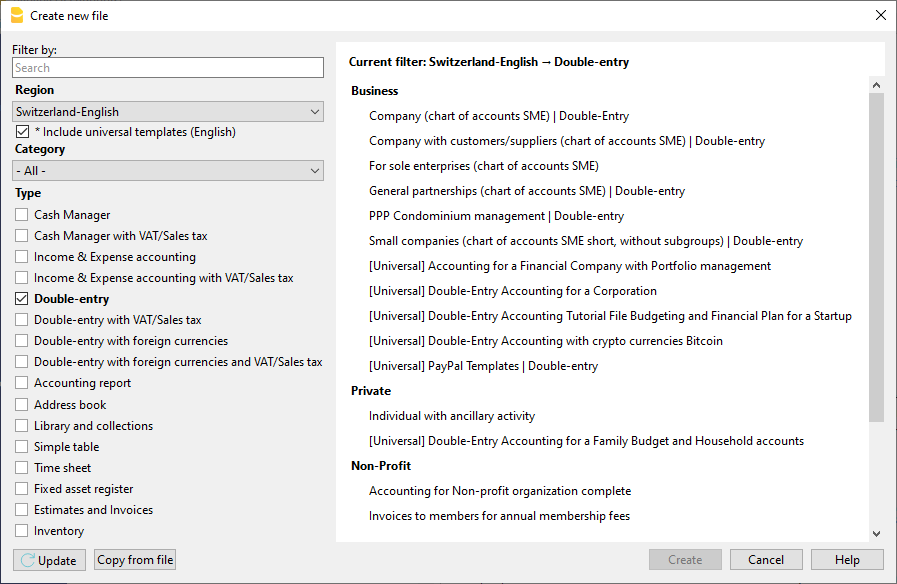 Create new file
Filter by:
Search
Region
Switzerland-English
* Include universal templates (English)
Category
- All -
Type
Cash Manager
Cash Manager with VAT/Sales tax
Income & Expense accounting
Income & Expense accounting with VAT/Sales tax
Double-entry
Double-entry with VAT/Sales tax
Double-entry with foreign currencies
Double-entry with foreign currencies and VAT/Sales tax
Accounting report
Address book
Library and collections
Simple table
Time sheet
Fixed asset register
Estimates and Invoices
Inventory
Update
Copy from file
Current filter: Switzerland-English → Double-entry
Business
Company (chart of accounts SME) | Double-Entry
Company with customers/suppliers (chart of accounts SME) | Double-entry
For sole enterprises (chart of accounts SME)
General partnerships (chart of accounts SME) | Double-entry
PPP Condominium management | Double-entry
Small companies (chart of accounts SME short, without subgroups) | Double-entry
[Universal] Accounting for a Financial Company with Portfolio management
[Universal] Double-Entry Accounting for a Corporation
[Universal] Double-Entry Accounting Tutorial File Budgeting and Financial Plan for a Startup
[Universal] Double-Entry Accounting with crypto currencies Bitcoin
[Universal] PayPal Templates | Double-entry
Private
Individual with ancillary activity
[Universal] Double-Entry Accounting for a Family Budget and Household accounts
Non-Profit
Accounting for Non-profit organization complete
Invoices to members for annual membership fees
Create
Cancel
Help